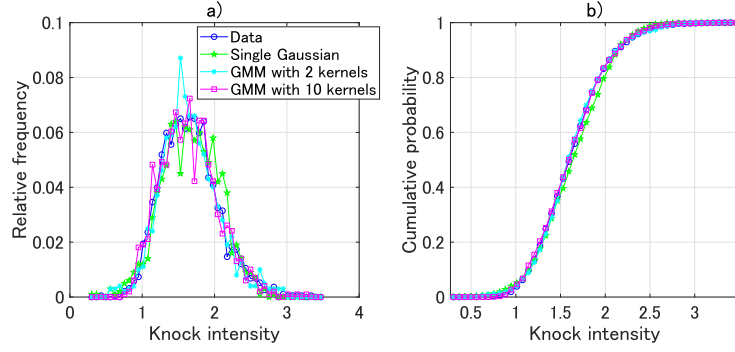 a)
0.1
0.08
0.06
0.04
0.02
0
0 1 2 3 4
Relative frequency
Knock intensity
Data
Single Gaussian
GMM with 2 kernels
GMM with 10 kernels
b)
1
0.8
0.6
0.4
0.2
0
0.5 1 1.5 2 2.5 3
Cumulative probability
Knock intensity